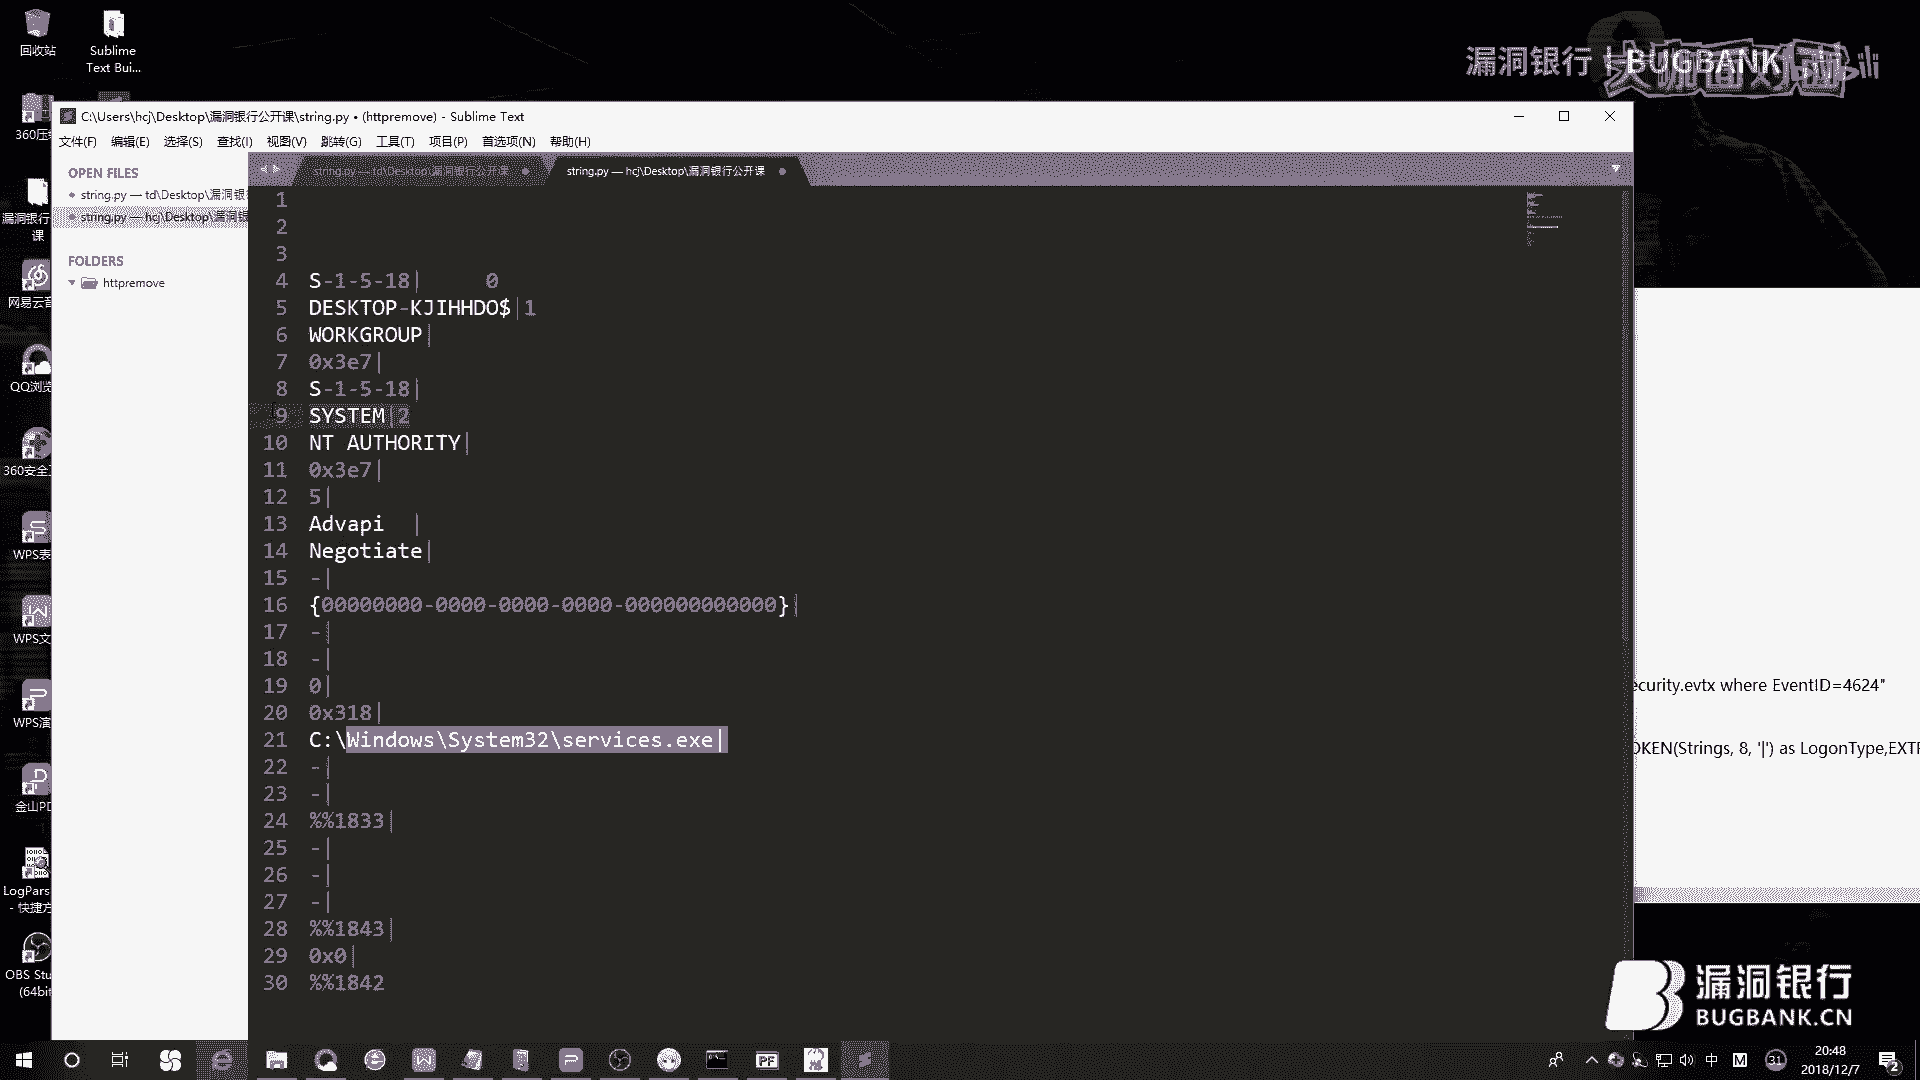 回收站
Sublime
Text Bui...
漏洞银行 | BUGBANK
360压
漏洞银行
课
网易云音
QQ浏览
360安全
WPS表
WPS文
WPS演
金山PD
LogPars
- 快捷方
OBS Stu
(64bit
C:\Users\hcj\Desktop\漏洞银行公开课\string.py • (httpremove) - Sublime Text
文件(F) 编辑(E) 选择(S) 查找(I) 视图(V) 跳转(G) 工具(T) 项目(P) 首选项(N) 帮助(H)
OPEN FILES
string.py — td\Desktop\漏洞银
string.py — hcj\Desktop\漏洞银
FOLDERS
httpremove
string.py — td\Desktop\漏洞银行公开课
string.py — hcj\Desktop\漏洞银行公开课
1
2
3
4 S-1-5-18| 0
5 DESKTOP-KJIHHDO$|1
6 WORKGROUP|
7 0x3e7|
8 S-1-5-18|
9 SYSTEM|2
10 NT AUTHORITY|
11 0x3e7|
12 5|
13 Advapi |
14 Negotiate|
15 -|
16 {00000000-0000-0000-0000-000000000000}|
17 -|
18 -|
19 0|
20 0x318|
21 C:\Windows\System32\services.exe|
22 -|
23 -|
24 %%1833|
25 -|
26 -|
27 -|
28 %%1843|
29 0x0|
30 %%1842
ecurity.evtx where EventID=4624"
OKEN(Strings, 8, '|') as LogonType,EXTR
漏洞银行
BUGBANK.CN
中
M
31
20:48
2018/12/7
2